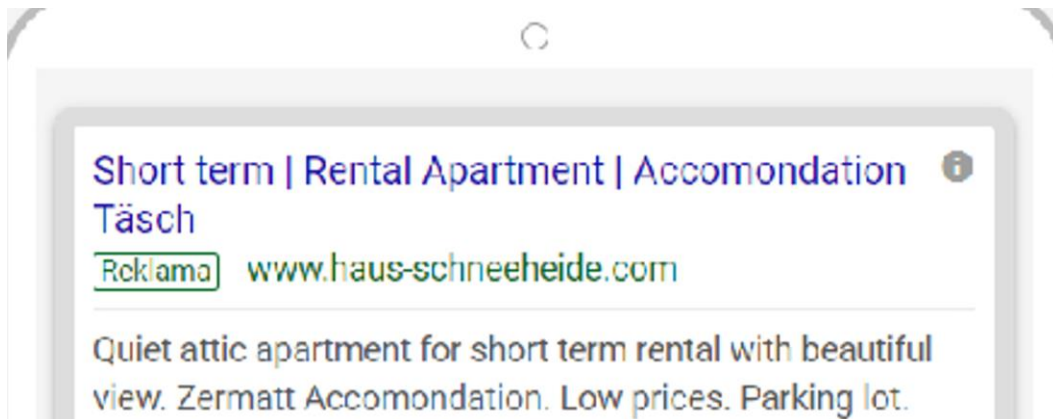 Short term | Rental Apartment | Accomondation
Täsch
Reklama www.haus-schneeheide.com
Quiet attic apartment for short term rental with beautiful
view. Zermatt Accomondation. Low prices. Parking lot.